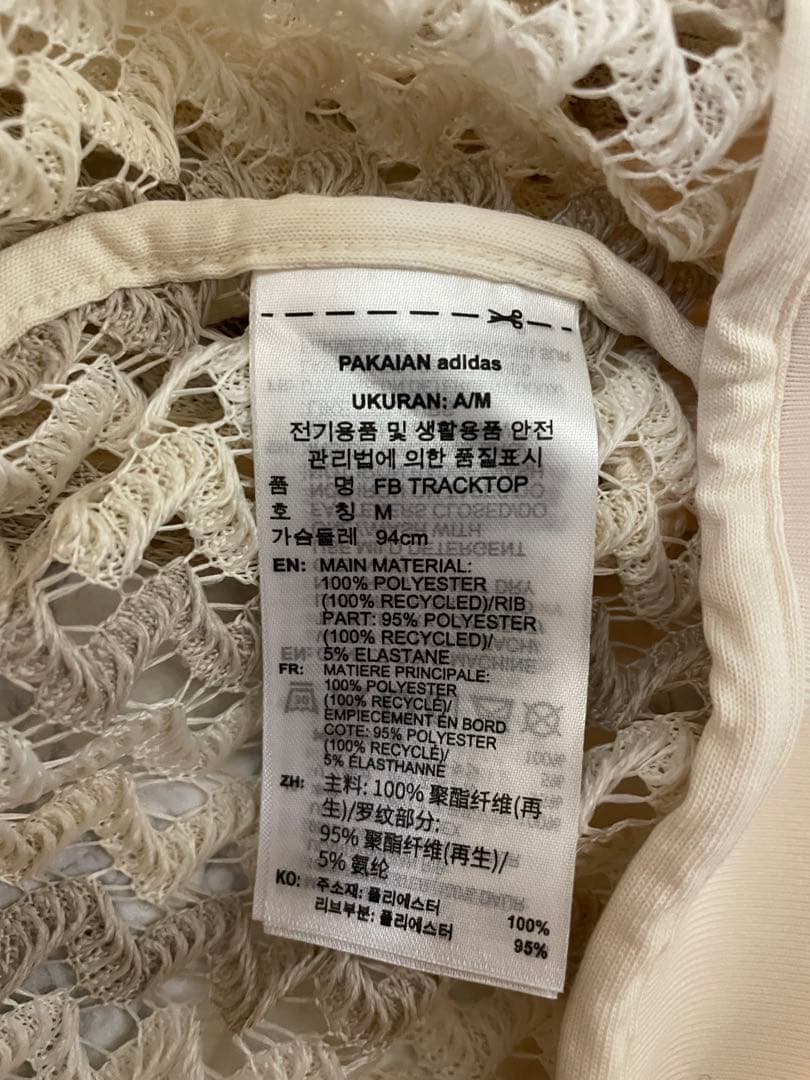 PAKAIAN adidas
UKURAN: A/M
전기용품 및 생활용품 안전
관리법에 의한 품질표시
품 명 FB TRACKTOP
호 칭 M
가슴둘레 94cm
EN: MAIN MATERIAL:
100% POLYESTER
(100% RECYCLED)/RIB
PART: 95% POLYESTER
(100% RECYCLED)/
5% ELASTANE
FR: MATIERE PRINCIPALE:
100% POLYESTER
(100% RECYCLÉ)/
EMPIECEMENT EN BORD
COTE: 95% POLYESTER
(100% RECYCLÉ)/
5% ÉLASTHANNE
ZH: 主料: 100% 聚酯纤维(再
生)/罗纹部分:
95% 聚酯纤维(再生)/
5% 氨纶
KO: 주소재: 폴리에스터 100%
리브부분: 폴리에스터 95%